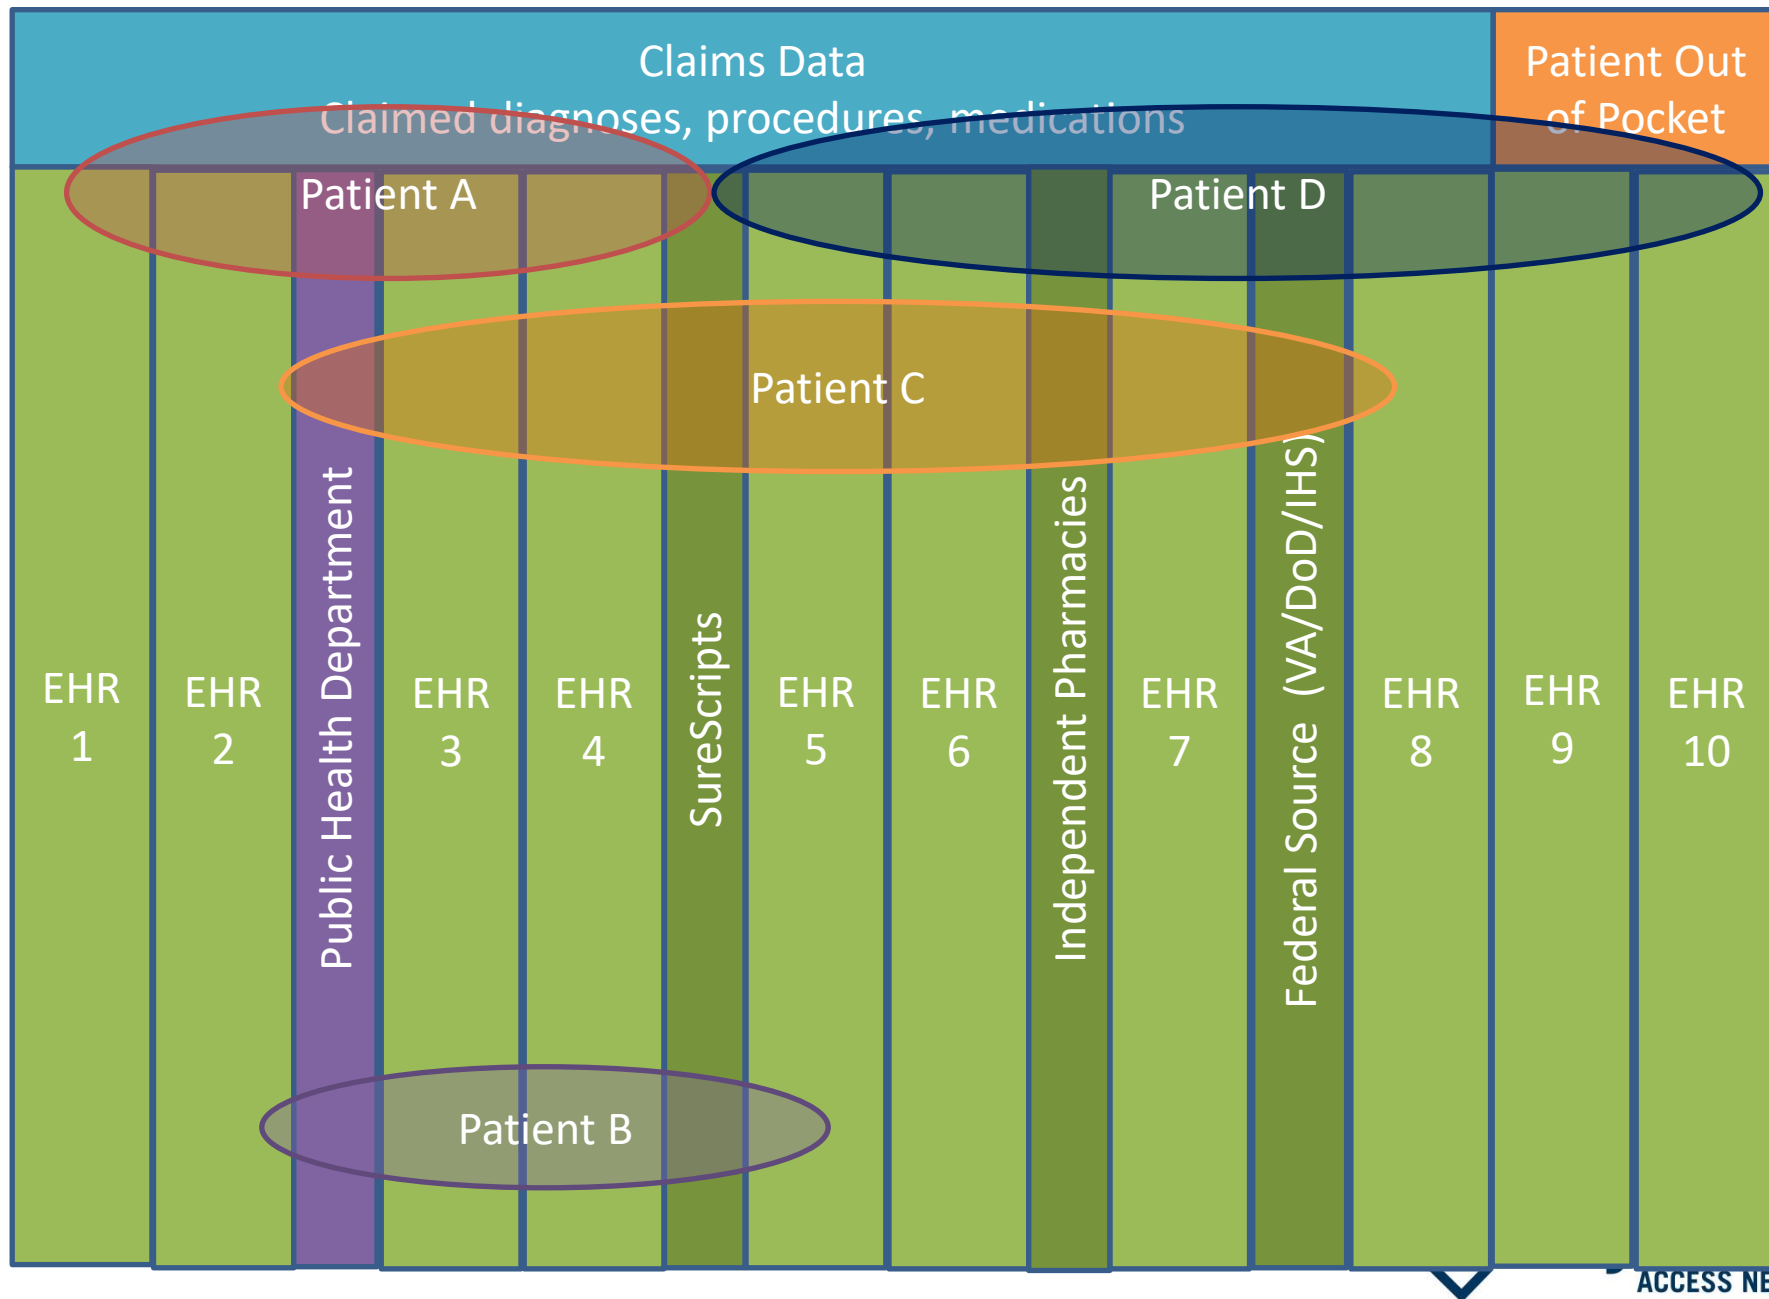 Claims Data
Claimed diagnoses, procedures, medications
Patient Out
of Pocket
Patient A
Patient D
Patient C
Public Health Department
SureScripts
Independent Pharmacies
Federal Source (VA/DoD/IHS)
EHR
1
EHR
2
EHR
3
EHR
4
EHR
5
EHR
6
EHR
7
EHR
8
EHR
9
EHR
10
Patient B
ACCESS NE